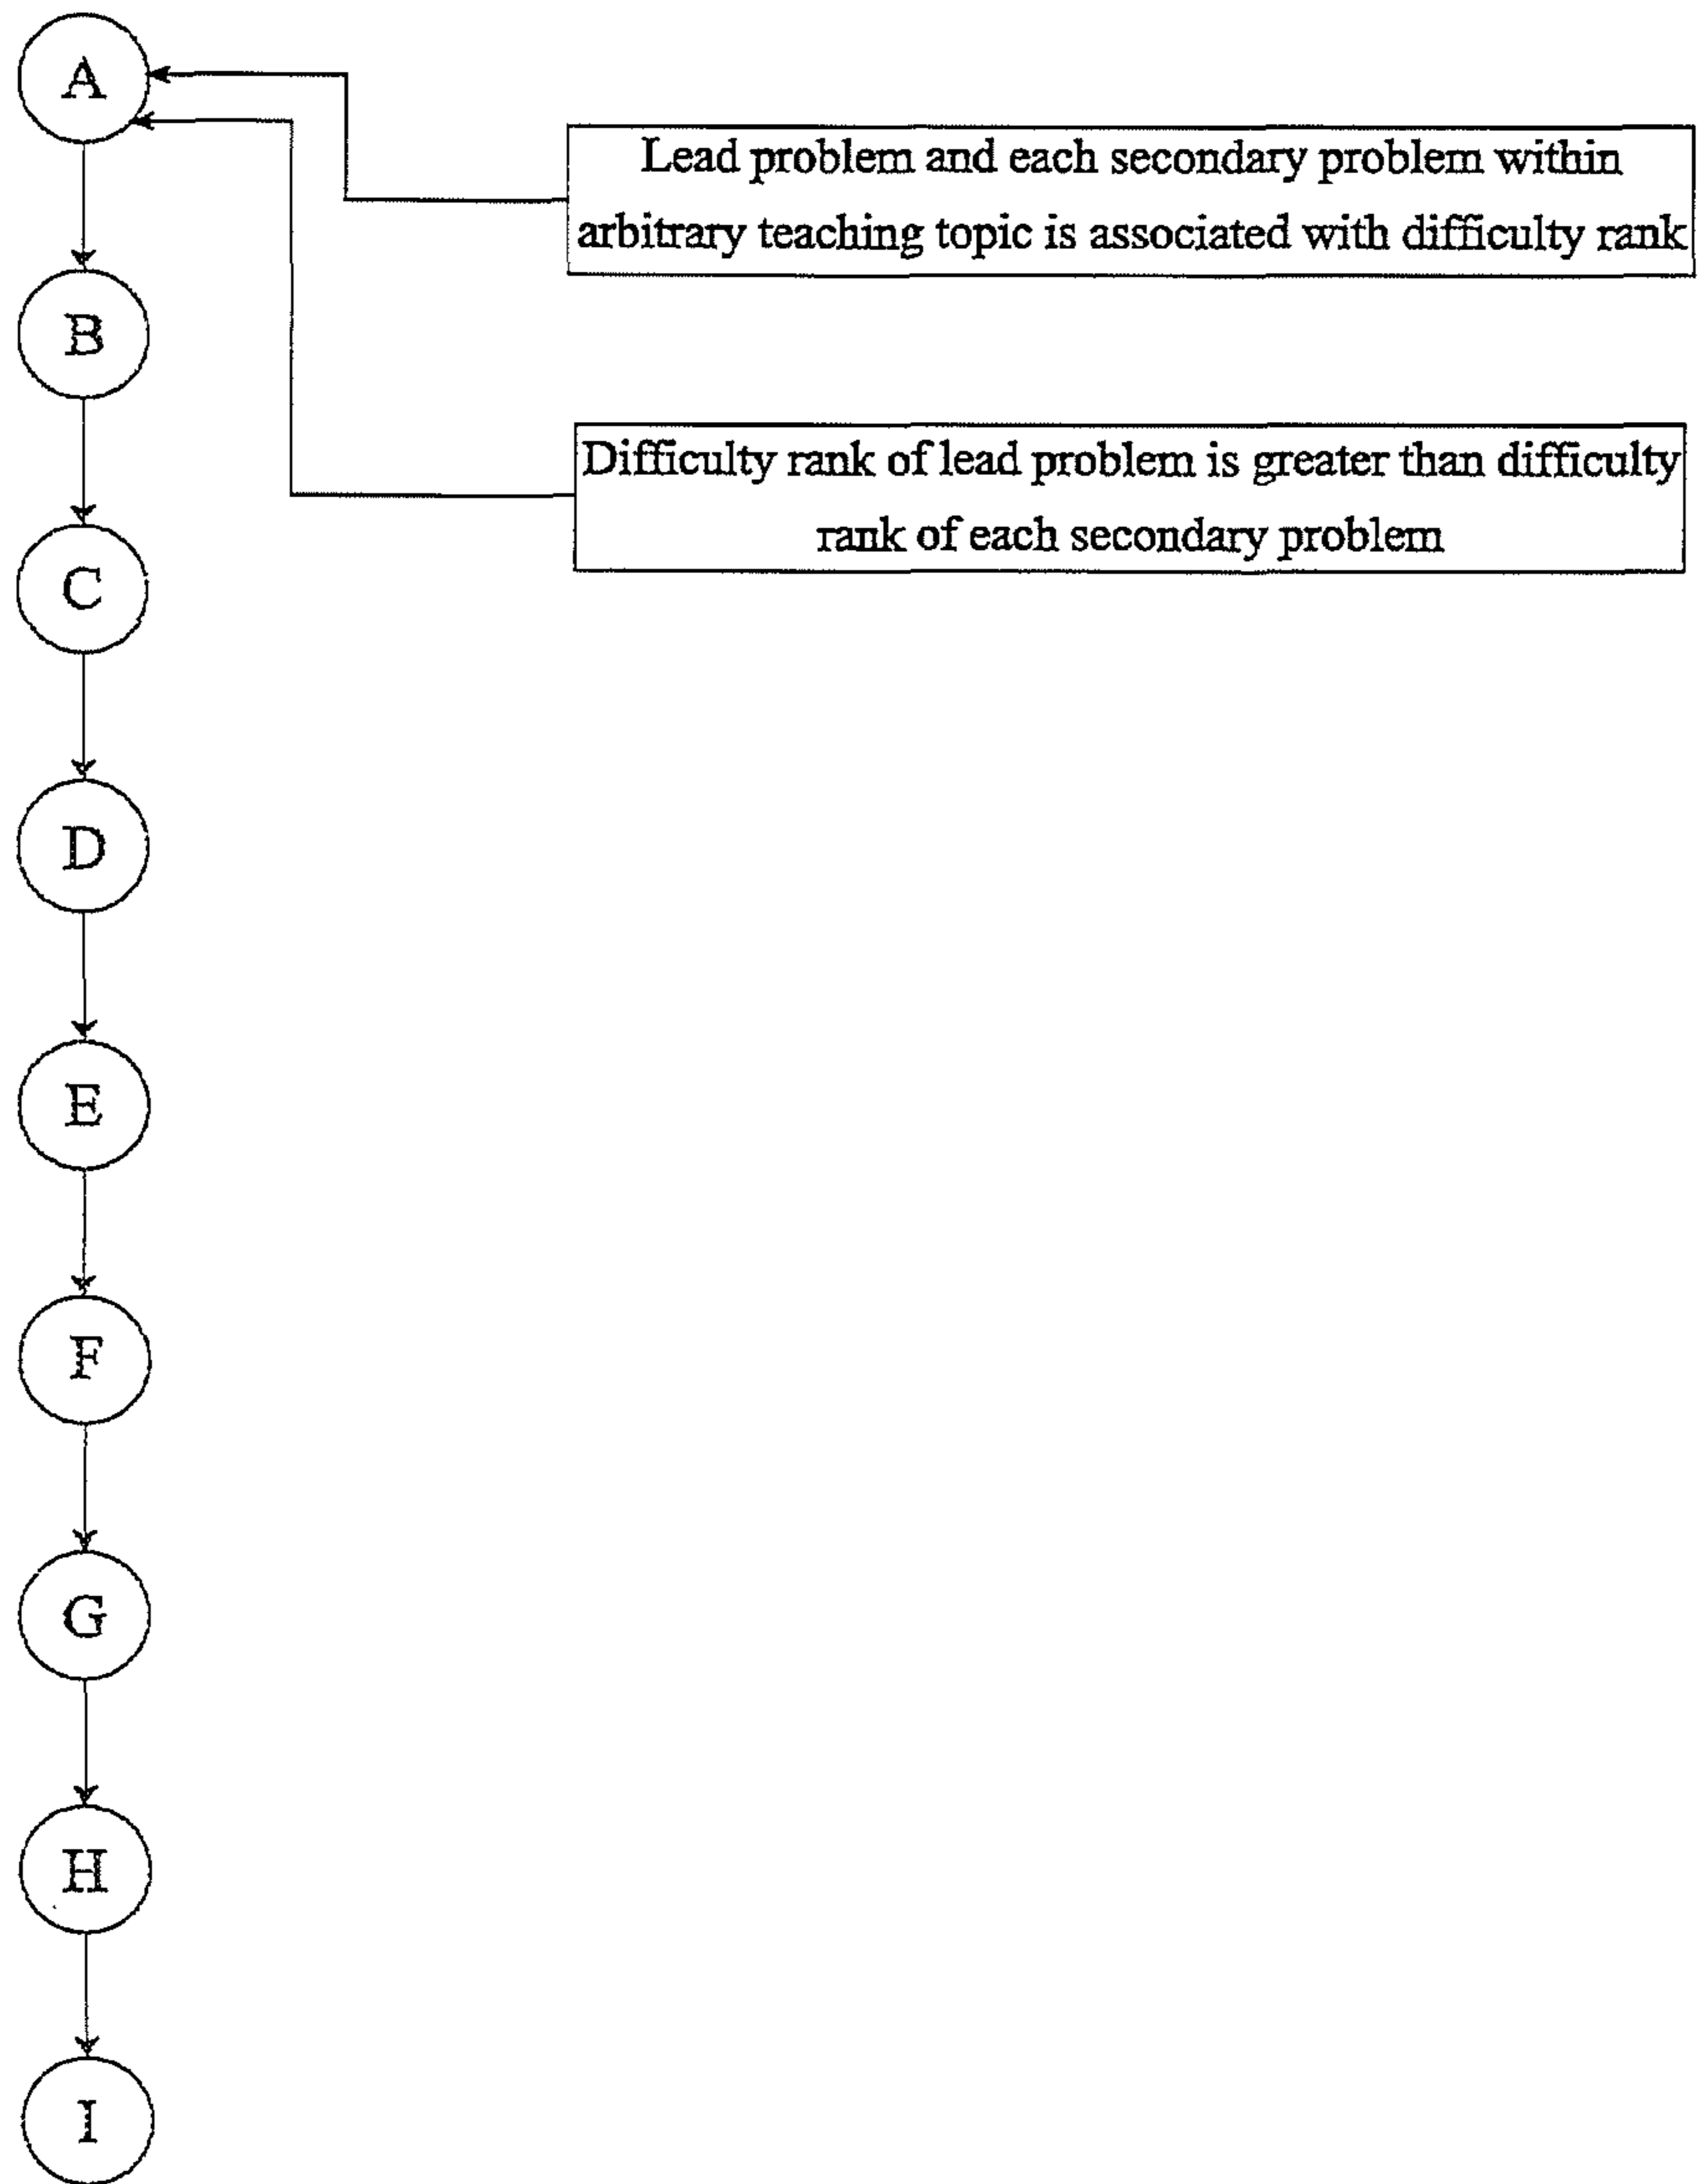 A
Lead problem and each secondary problem within
arbitrary teaching topic is associated with difficulty rank
B
Difficulty rank of lead problem is greater than difficulty
rank of each secondary problem
C
D
E
F
G
H
I